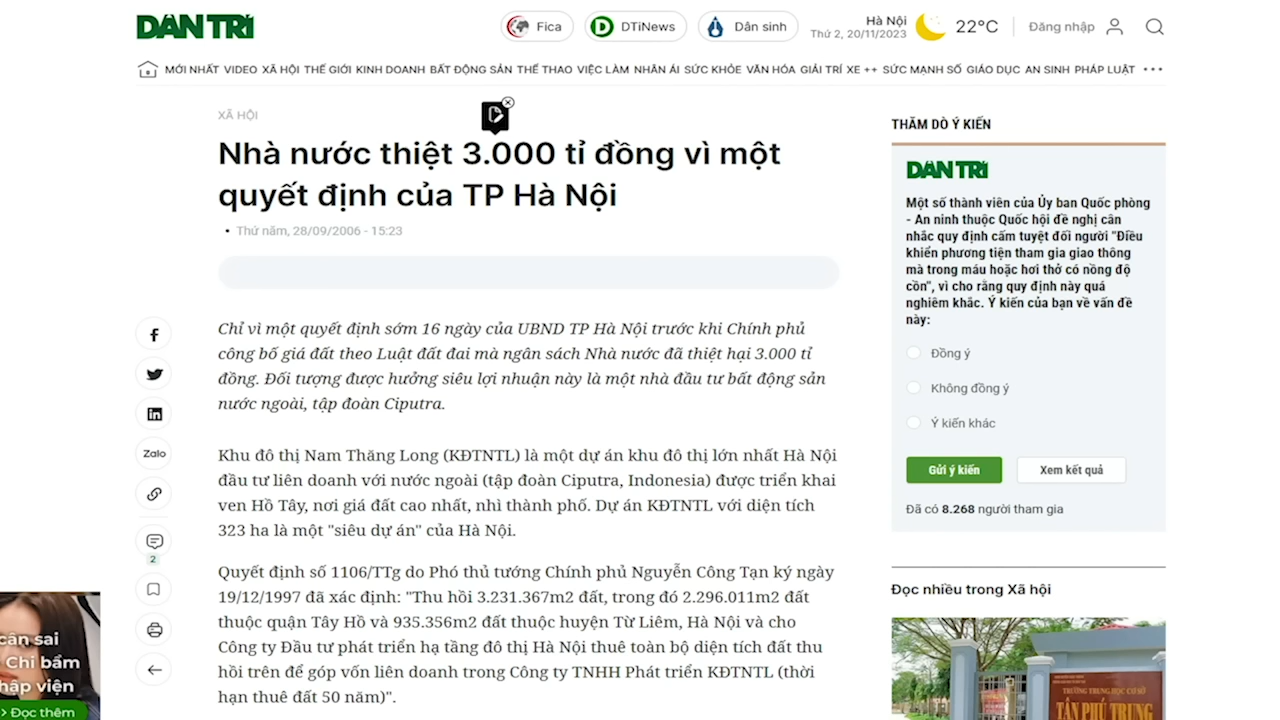 DÂN TRÍ
Fica
DTiNews
Dân sinh
Hà Nội
Thứ 2, 20/11/2023
22°C
Đăng nhập
MỚI NHẤT VIDEO XÃ HỘI THẾ GIỚI KINH DOANH BẤT ĐỘNG SẢN THỂ THAO VIỆC LÀM NHÂN ÁI SỨC KHỎE VĂN HÓA GIẢI TRÍ XE ++ SỨC MẠNH SỐ GIÁO DỤC AN SINH PHÁP LUẬT •••
XÃ HỘI
Nhà nước thiệt 3.000 tỉ đồng vì một
quyết định của TP Hà Nội
• Thứ năm, 28/09/2006 - 15:23
Chỉ vì một quyết định sớm 16 ngày của UBND TP Hà Nội trước khi Chính phủ
công bố giá đất theo Luật đất đai mà ngân sách Nhà nước đã thiệt hại 3.000 tỉ
đồng. Đối tượng được hưởng siêu lợi nhuận này là một nhà đầu tư bất động sản
nước ngoài, tập đoàn Ciputra.
Khu đô thị Nam Thăng Long (KĐTNTL) là một dự án khu đô thị lớn nhất Hà Nội
đầu tư liên doanh với nước ngoài (tập đoàn Ciputra, Indonesia) được triển khai
ven Hồ Tây, nơi giá đất cao nhất, nhì thành phố. Dự án KĐTNTL với diện tích
323 ha là một "siêu dự án" của Hà Nội.
Quyết định số 1106/TTg do Phó thủ tướng Chính phủ Nguyễn Công Tạn ký ngày
19/12/1997 đã xác định: "Thu hồi 3.231.367m2 đất, trong đó 2.296.011m2 đất
thuộc quận Tây Hồ và 935.356m2 đất thuộc huyện Từ Liêm, Hà Nội và cho
Công ty Đầu tư phát triển hạ tầng đô thị Hà Nội thuê toàn bộ diện tích đất thu
hồi trên để góp vốn liên doanh trong Công ty TNHH Phát triển KĐTNTL (thời
hạn thuê đất 50 năm)".
Zalo
2
cân sai
Chi bầm
nhập viện
> Đọc thêm
THĂM DÒ Ý KIẾN
DÂN TRÍ
Một số thành viên của Ủy ban Quốc phòng
- An ninh thuộc Quốc hội đề nghị cân
nhắc quy định cấm tuyệt đối người "Điều
khiển phương tiện tham gia giao thông
mà trong máu hoặc hơi thở có nồng độ
cồn", vì cho rằng quy định này quá
nghiêm khắc. Ý kiến của bạn về vấn đề
này:
Đồng ý
Không đồng ý
Ý kiến khác
Gửi ý kiến
Xem kết quả
Đã có 8.268 người tham gia
Đọc nhiều trong Xã hội
TRƯỜNG TRUNG HỌC CƠ SỞ
TÂN PHÚ TRUNG